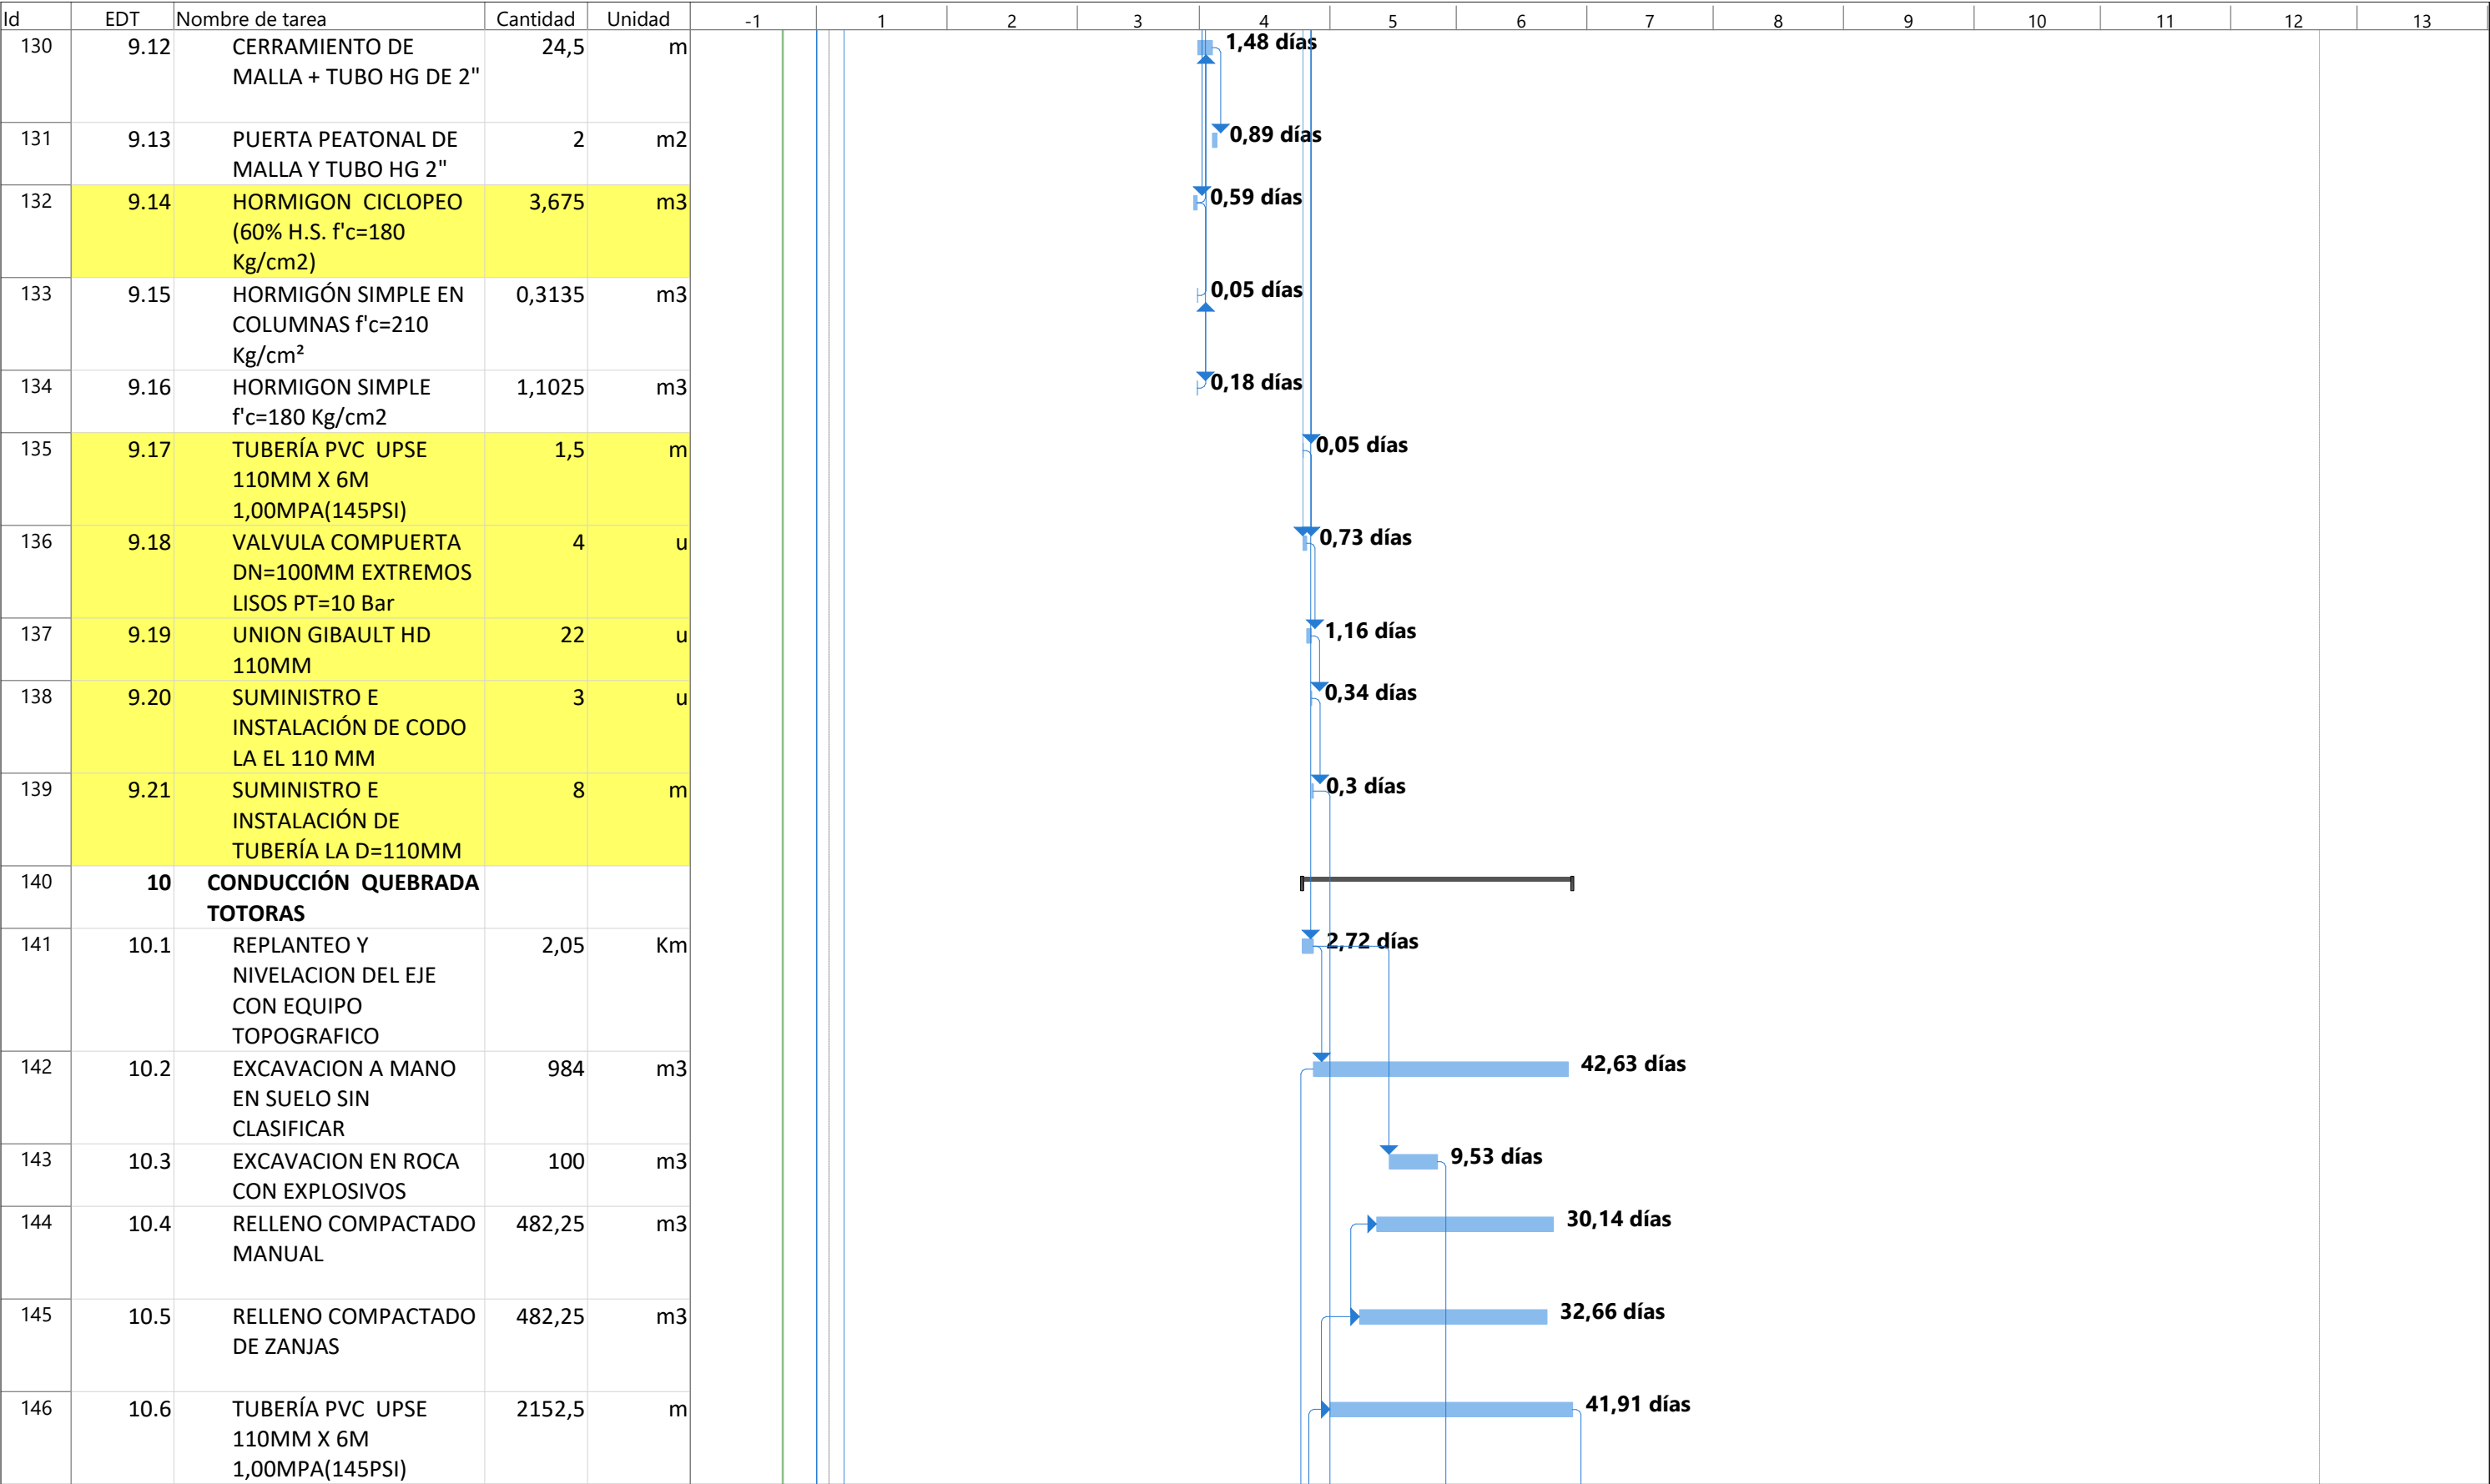 Id EDT Nombre de tarea Cantidad Unidad -1 1 2 3 4 5 6 7 8 9 10 11 12 13
130 9.12 CERRAMIENTO DE 24,5 m 1,48 días
MALLA + TUBO HG DE 2"
131 9.13 PUERTA PEATONAL DE 2 m2 0,89 días
MALLA Y TUBO HG 2"
132 9.14 HORMIGON CICLOPEO 3,675 m3 0,59 días
(60% H.S. f'c=180
Kg/cm2)
133 9.15 HORMIGÓN SIMPLE EN 0,3135 m3 0,05 días
COLUMNAS f'c=210
Kg/cm²
134 9.16 HORMIGON SIMPLE 1,1025 m3 0,18 días
f'c=180 Kg/cm2
135 9.17 TUBERÍA PVC UPSE 1,5 m 0,05 días
110MM X 6M
1,00MPA(145PSI)
136 9.18 VALVULA COMPUERTA 4 u 0,73 días
DN=100MM EXTREMOS
LISOS PT=10 Bar
137 9.19 UNION GIBAULT HD 22 u 1,16 días
110MM
138 9.20 SUMINISTRO E 3 u 0,34 días
INSTALACIÓN DE CODO
LA EL 110 MM
139 9.21 SUMINISTRO E 8 m 0,3 días
INSTALACIÓN DE
TUBERÍA LA D=110MM
140 10 CONDUCCIÓN QUEBRADA
TOTORAS
141 10.1 REPLANTEO Y 2,05 Km 2,72 días
NIVELACION DEL EJE
CON EQUIPO
TOPOGRAFICO
142 10.2 EXCAVACION A MANO 984 m3 42,63 días
EN SUELO SIN
CLASIFICAR
143 10.3 EXCAVACION EN ROCA 100 m3 9,53 días
CON EXPLOSIVOS
144 10.4 RELLENO COMPACTADO 482,25 m3 30,14 días
MANUAL
145 10.5 RELLENO COMPACTADO 482,25 m3 32,66 días
DE ZANJAS
146 10.6 TUBERÍA PVC UPSE 2152,5 m 41,91 días
110MM X 6M
1,00MPA(145PSI)